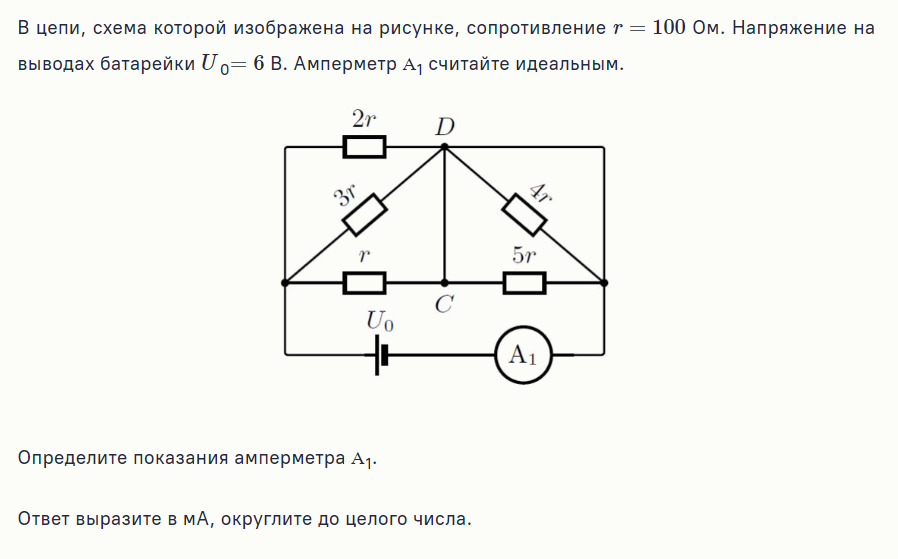 В цепи, схема которой изображена на рисунке, сопротивление r = 100 Ом. Напряжение на
выводах батарейки U₀= 6 В. Амперметр A₁ считайте идеальным.
2r
D
3r
4r
r
5r
C
U₀
A₁
Определите показания амперметра A₁.
Ответ выразите в мА, округлите до целого числа.